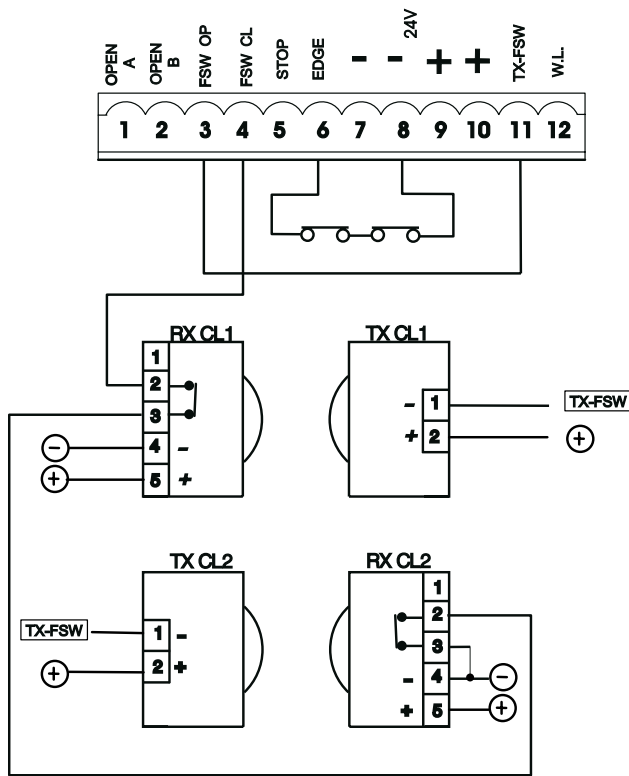 OPEN A
OPEN B
FSW OP
FSW CL
STOP
EDGE
-
-
24V
+
+
TX-FSW
W.L.
1 2 3 4 5 6 7 8 9 10 11 12
RX CL1
1
2
3
- 4 -
+ 5 +
TX CL1
- 1 TX-FSW
+ 2 +
TX CL2
TX-FSW 1 -
+ 2 +
RX CL2
1
2
3
- 4 -
+ 5 +